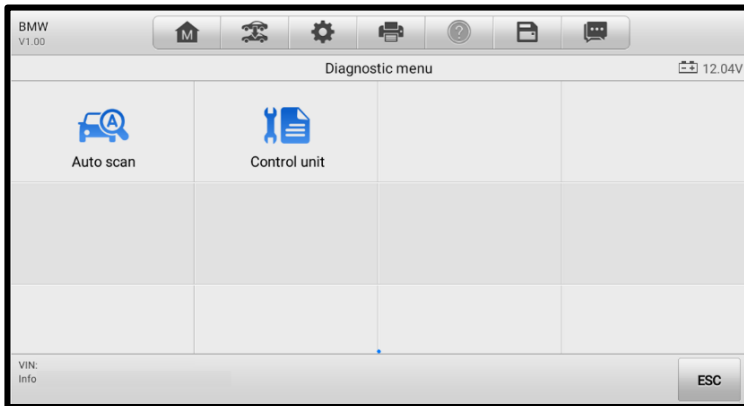 BMW
V1.00
M
?
Diagnostic menu
12.04V
A
Auto scan
Control unit
VIN:
Info
ESC